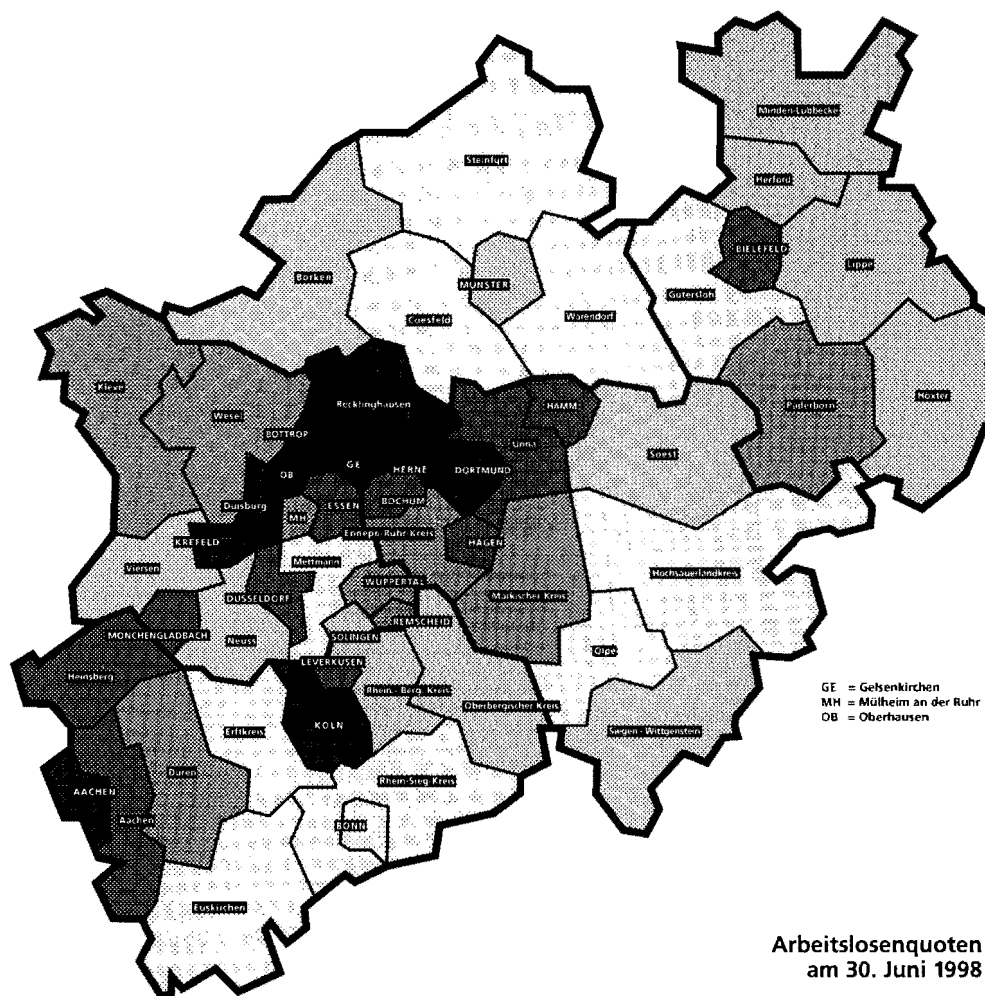 Minden-Lübbecke
Steinfurt
Herford
BIELEFELD
Lippe
Borken
MÜNSTER
Gütersloh
Coesfeld
Warendorf
Kleve
Paderborn
Höxter
Recklinghausen
HAMM
Wesel
BOTTROP
Unna
Soest
GE
HERNE
DORTMUND
OB
Duisburg
ESSEN
BOCHUM
MH
Ennepe-Ruhr-Kreis
KREFELD
HAGEN
Mettmann
Viersen
WUPPERTAL
Hochsauerlandkreis
DÜSSELDORF
Märkischer Kreis
REMSCHEID
MÖNCHENGLADBACH
Neuss
SOLINGEN
Olpe
LEVERKUSEN
Heinsberg
Rhein.-Berg. Kreis
Oberbergischer Kreis
GE = Gelsenkirchen
MH = Mülheim an der Ruhr
OB = Oberhausen
KÖLN
Erftkreis
Siegen-Wittgenstein
Düren
Rhein-Sieg-Kreis
AACHEN
Aachen
BONN
Euskirchen
Arbeitslosenquoten
am 30. Juni 1998